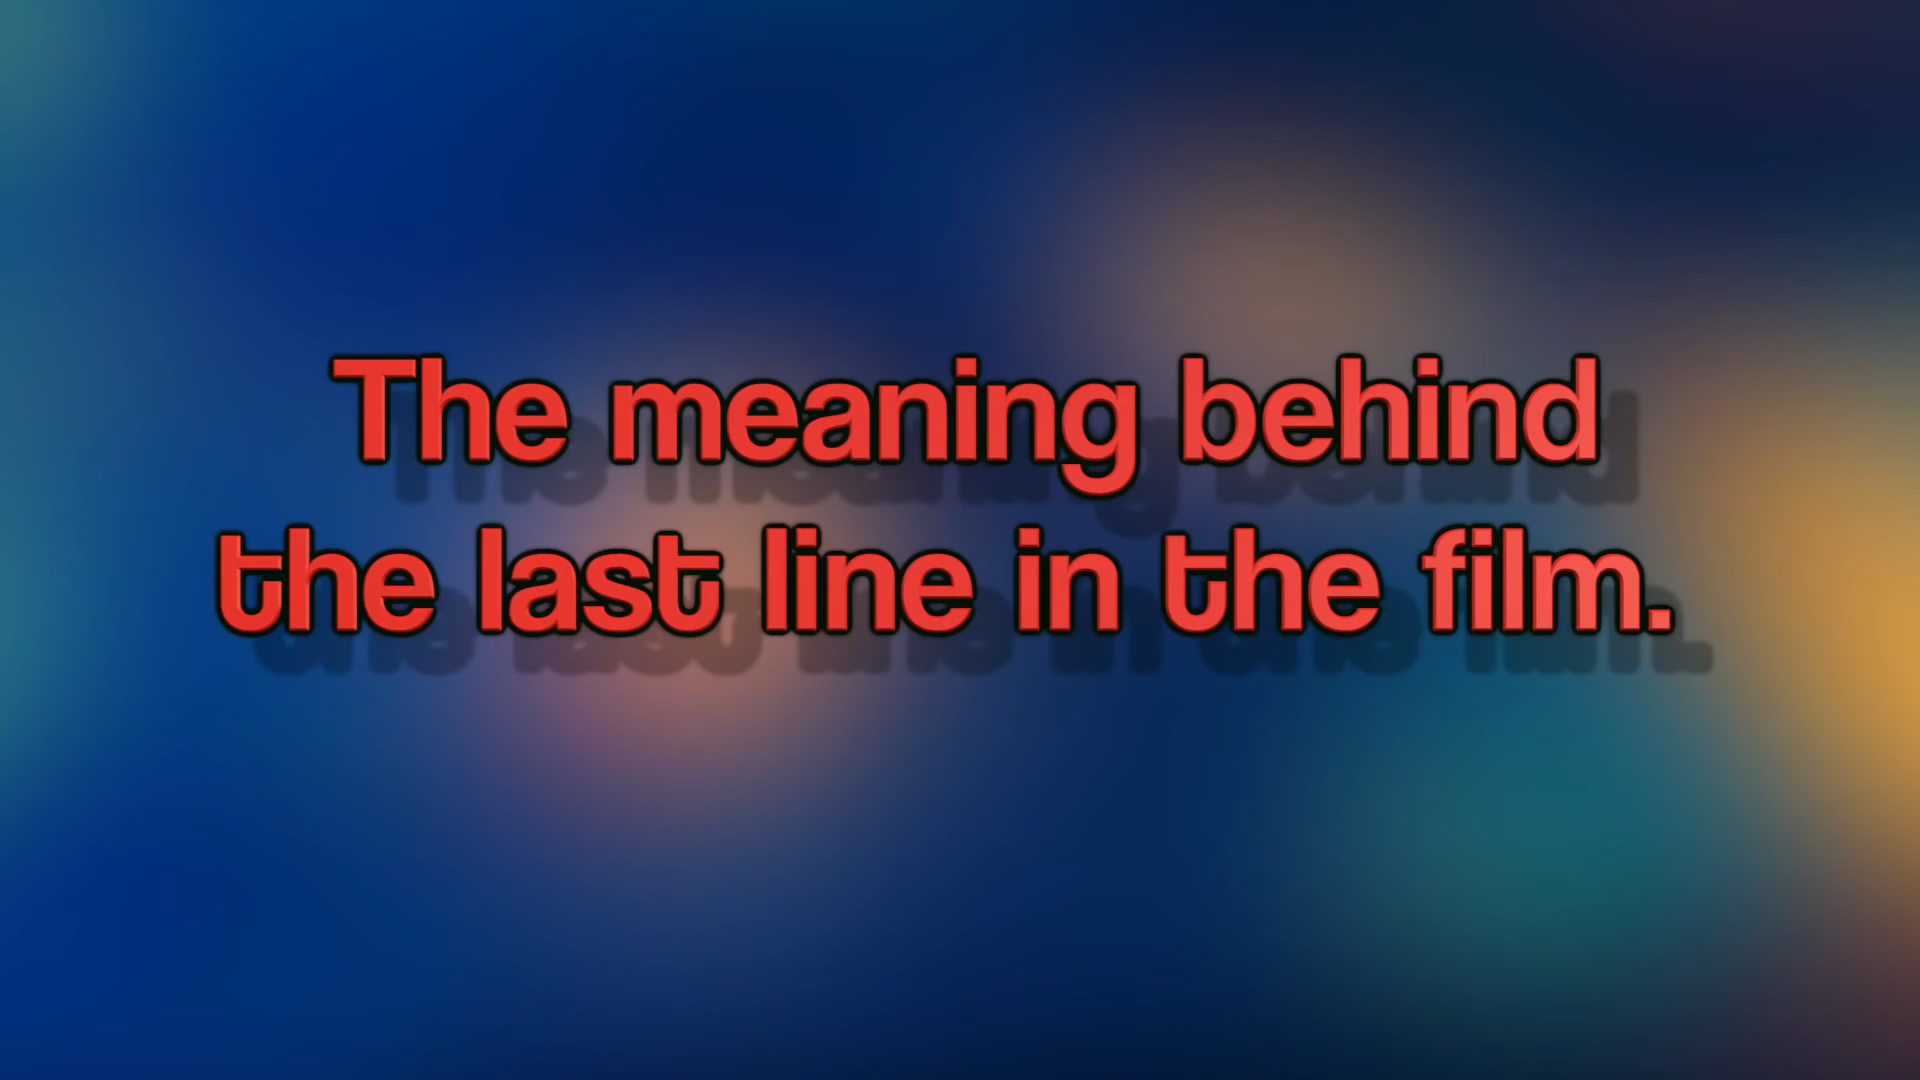 The meaning behind
the last line in the film.